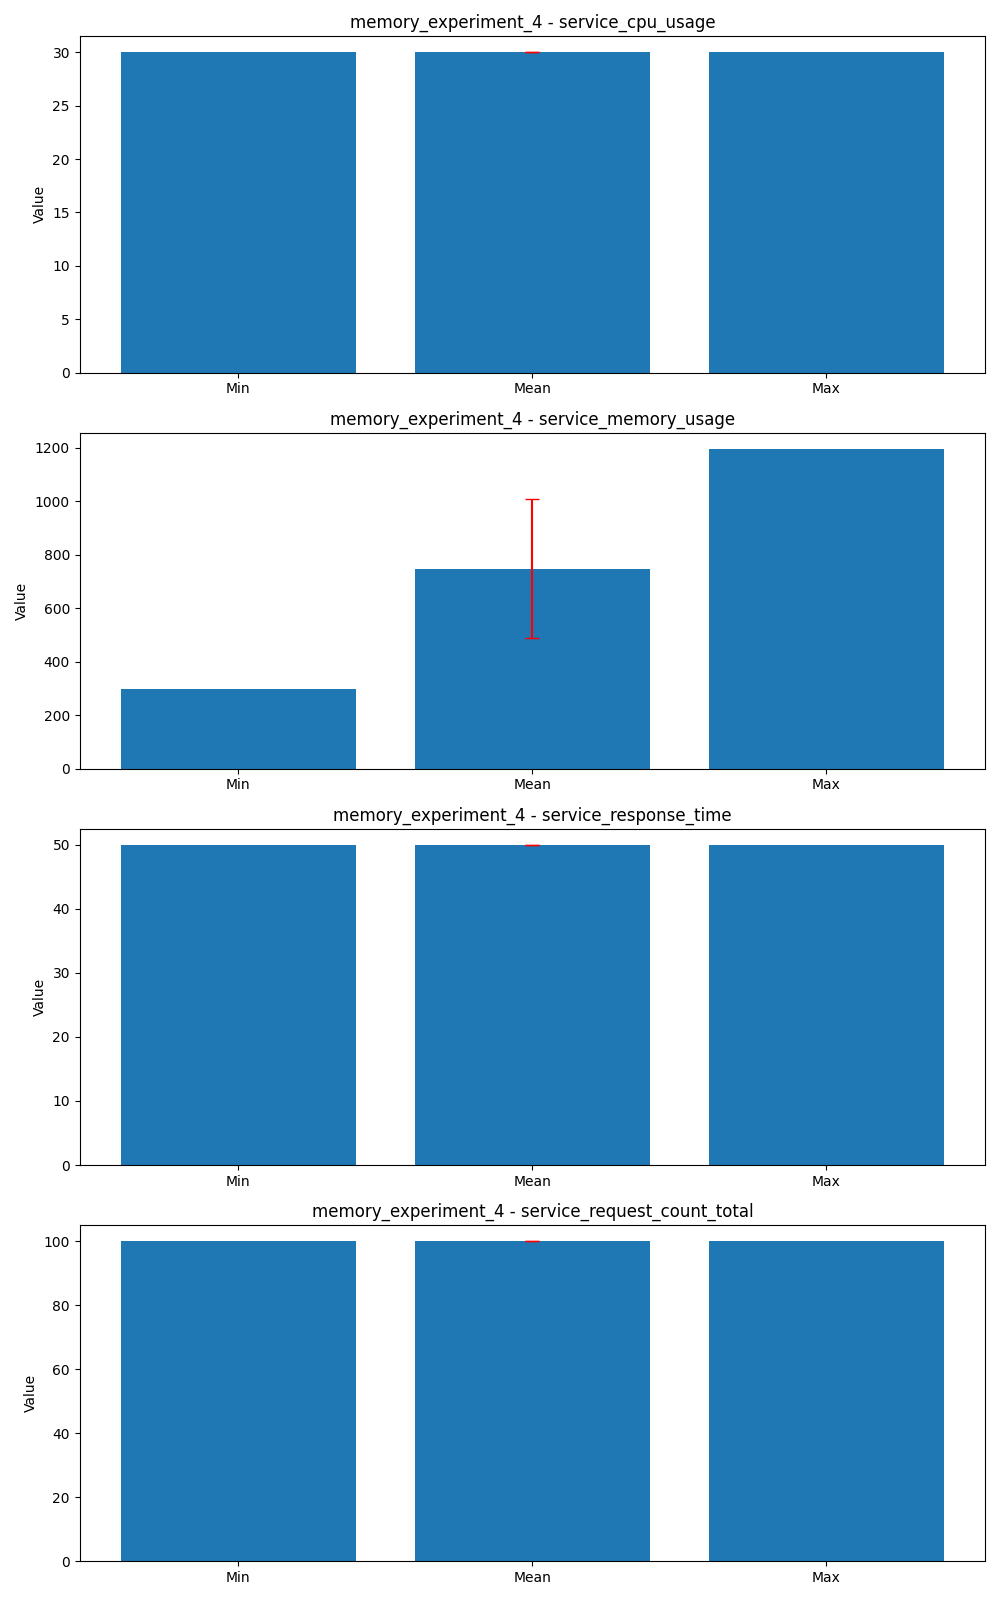 memory_experiment_4 - service_cpu_usage
30
25
20
15
10
5
0
Value
Min Mean Max
memory_experiment_4 - service_memory_usage
1200
1000
800
600
400
200
0
Value
Min Mean Max
memory_experiment_4 - service_response_time
50
40
30
20
10
0
Value
Min Mean Max
memory_experiment_4 - service_request_count_total
100
80
60
40
20
0
Value
Min Mean Max